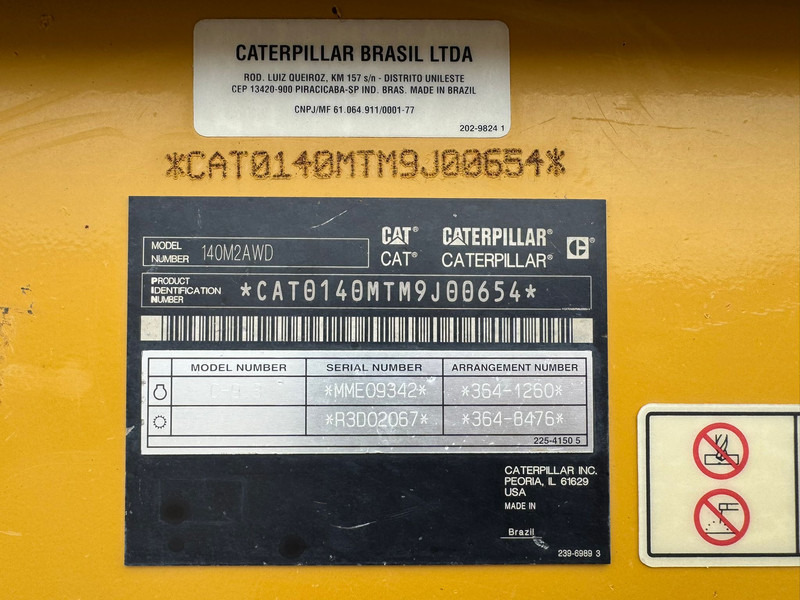 CATERPILLAR BRASIL LTDA
ROD. LUIZ QUEIROZ, KM 157 s/n - DISTRITO UNILESTE
CEP 13420-900 PIRACICABA-SP IND. BRAS. MADE IN BRAZIL
CNPJ/MF 61.064.911/0001-77
202-9824 1
*CAT0140MTM9J00654*
MODEL NUMBER 140M2AWD
CAT® CATERPILLAR® C®
CAT® CATERPILLAR®
PRODUCT IDENTIFICATION NUMBER *CAT0140MTM9J00654*
MODEL NUMBER SERIAL NUMBER ARRANGEMENT NUMBER
*MME09342* *364-1260*
*R3D02067* *364-8476*
225-4150 5
CATERPILLAR INC.
PEORIA, IL 61629
USA
MADE IN
Brazil
239-6989 3